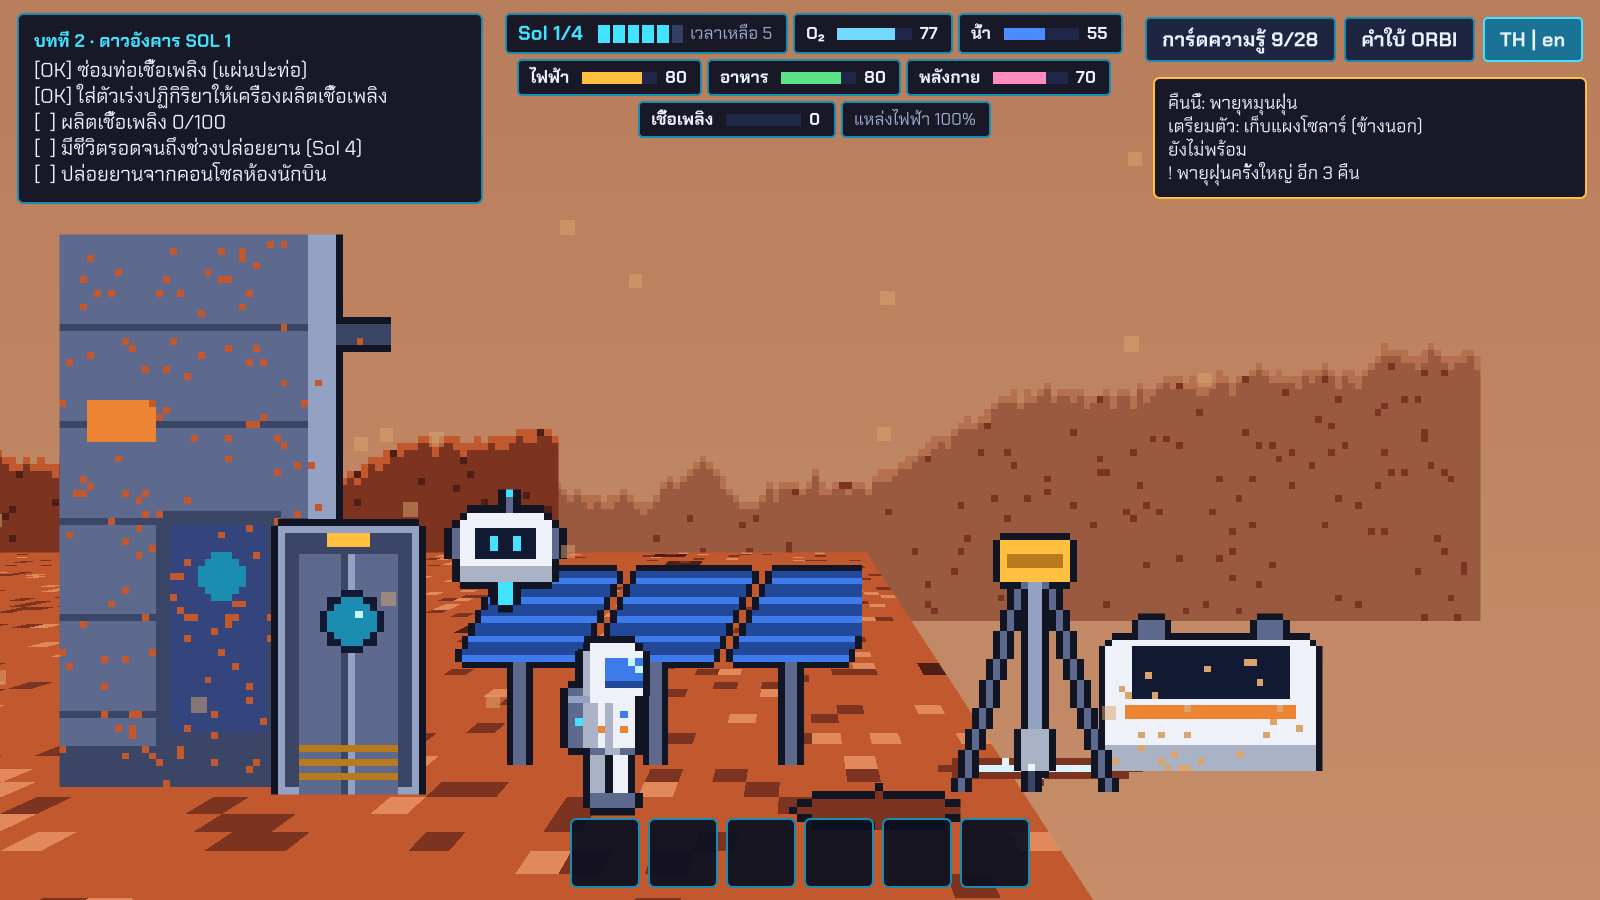 บทที่ 2 · ดาวอังคาร SOL 1
[OK] ซ่อมท่อเชื้อเพลิง (แผ่นปะท่อ)
[OK] ใส่ตัวเร่งปฏิกิริยาให้เครื่องผลิตเชื้อเพลิง
[ ] ผลิตเชื้อเพลิง 0/100
[ ] มีชีวิตรอดจนถึงช่วงปล่อยยาน (Sol 4)
[ ] ปล่อยยานจากคอนโซลห้องนักบิน
Sol 1/4 เวลาเหลือ 5
O₂ 77
น้ำ 55
ไฟฟ้า 80
อาหาร 80
พลังกาย 70
เชื้อเพลิง 0
แหล่งไฟฟ้า 100%
การ์ดความรู้ 9/28
คำใบ้ ORBI
TH | en
คืนนี้: พายุหมุนฝุ่น
เตรียมตัว: เก็บแผงโซลาร์ (ข้างนอก)
ยังไม่พร้อม
! พายุฝุ่นครั้งใหญ่ อีก 3 คืน